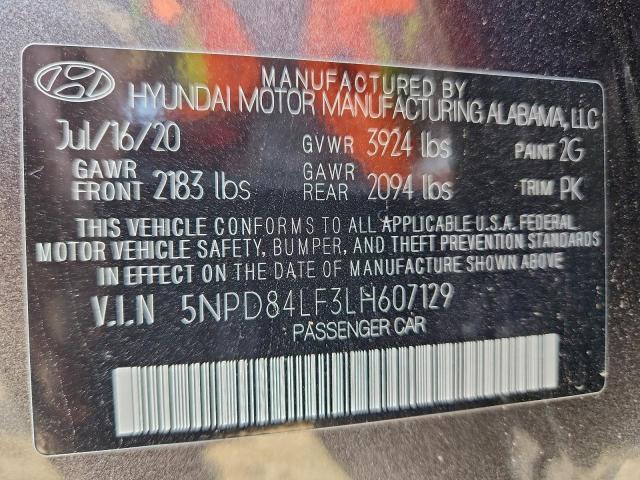 MANUFACTURED BY
HYUNDAI MOTOR MANUFACTURING ALABAMA, LLC
Jul/16/20 GVWR 3924 lbs PAINT 2G
GAWR FRONT 2183 lbs GAWR REAR 2094 lbs TRIM PK
THIS VEHICLE CONFORMS TO ALL APPLICABLE U.S.A. FEDERAL
MOTOR VEHICLE SAFETY, BUMPER, AND THEFT PREVENTION STANDARDS
IN EFFECT ON THE DATE OF MANUFACTURE SHOWN ABOVE
V.I.N 5NPD84LF3LH607129
PASSENGER CAR